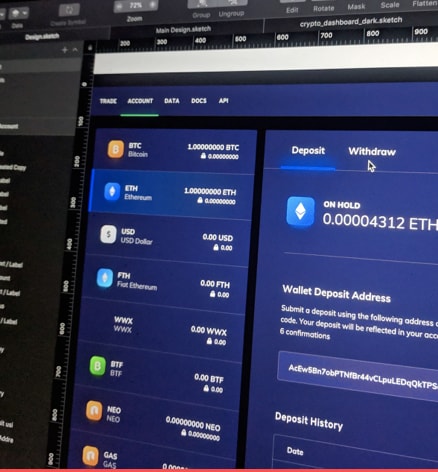 72%
Data
Create Symbol
Zoom
Group Ungroup
Edit Rotate Mask Scale Flatten
Design.sketch
Main Design.sketch
crypto_dashboard_dark.sketch
200 300 400 500 600 700 800 900
TRADE ACCOUNT DATA DOCS API
BTC
Bitcoin
1.00000000 BTC
0.00000000
ETH
Ethereum
1.00000000 ETH
0.00000000
USD
USD Dollar
0.00 USD
0.00
FTH
Fiat Ethereum
0.00 FTH
0.00
WWX
WWX
0.00 WWX
0.00
BTF
BTF
0.00 BTF
0.00
NEO
NEO
0.00000000 NEO
0.00000000
GAS
GAS
Deposit Withdraw
ON HOLD
0.00004312 ETH
Wallet Deposit Address
Submit a deposit using the following address
code. Your deposit will be reflected in your
6 confirmations
Deposit History
Date